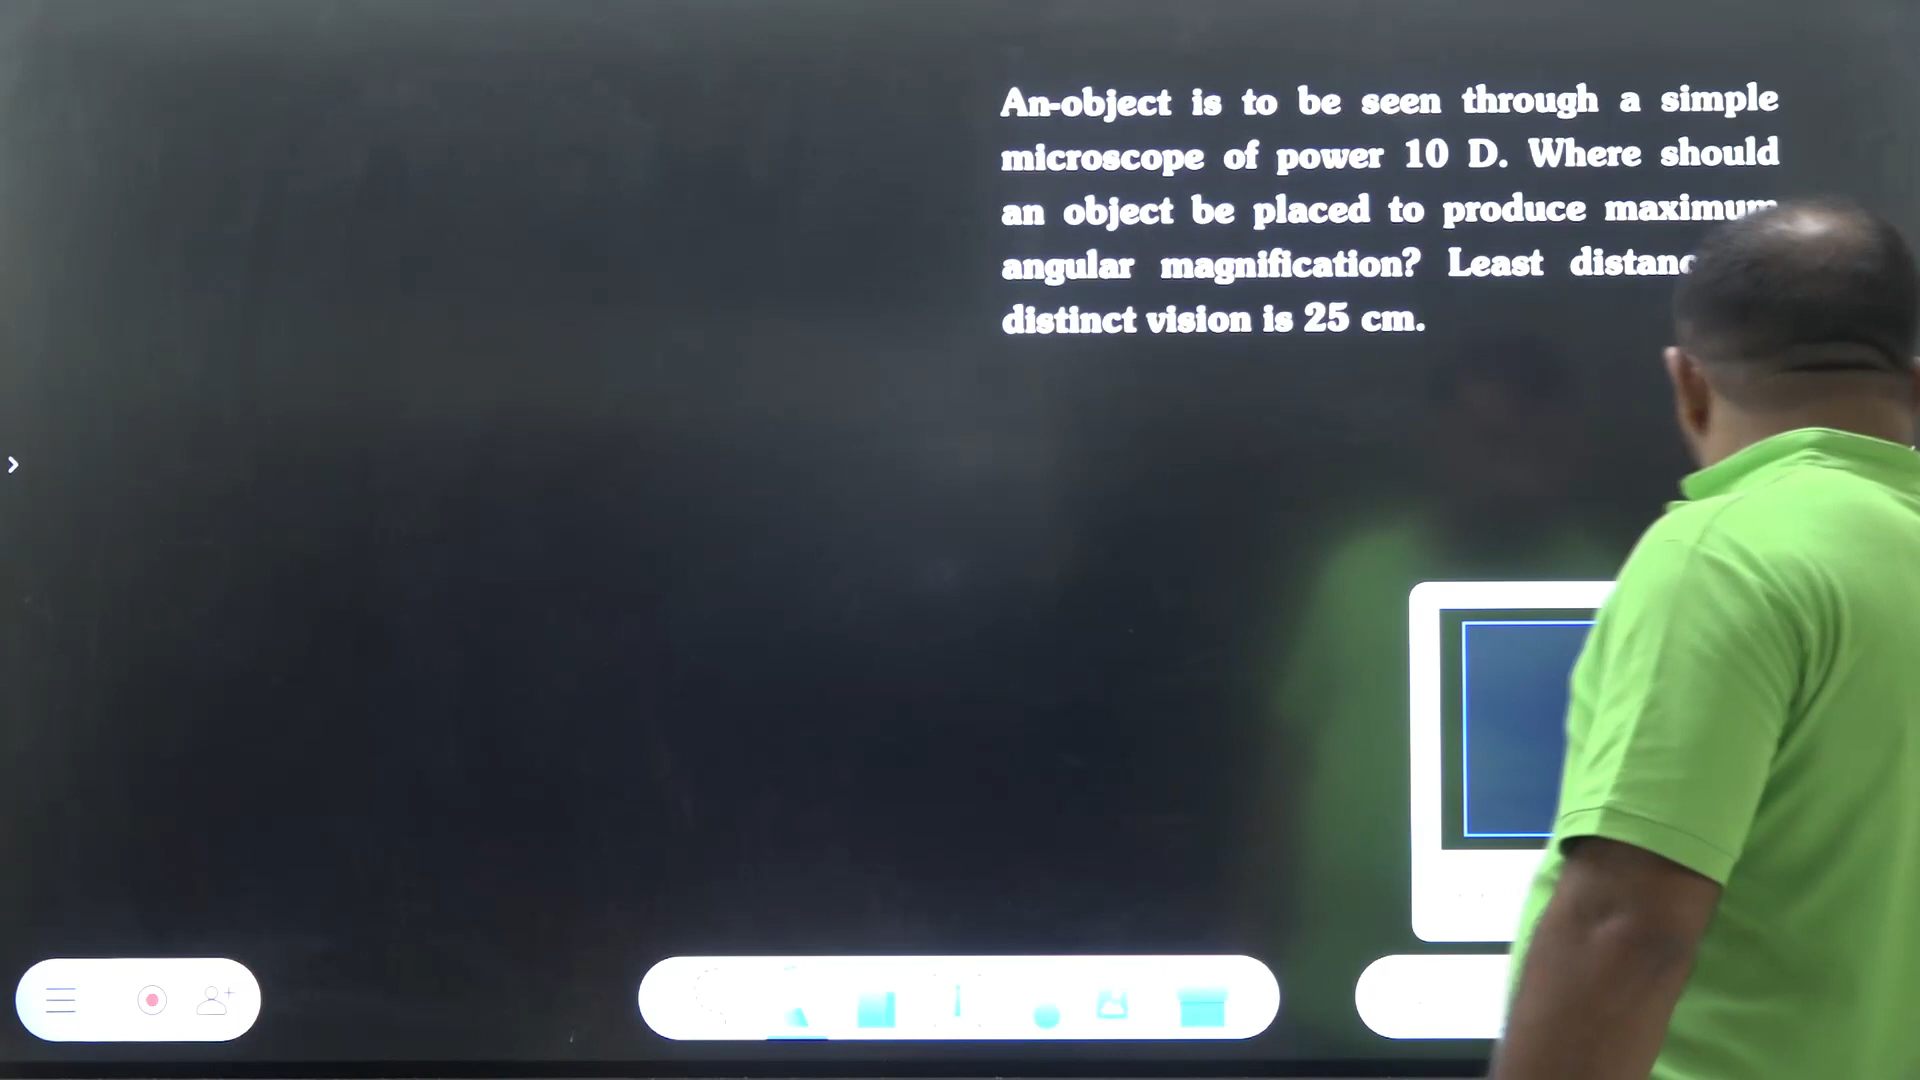 An-object is to be seen through a simple
microscope of power 10 D. Where should
an object be placed to produce maximum
angular magnification? Least
distinct vision is 25 cm.